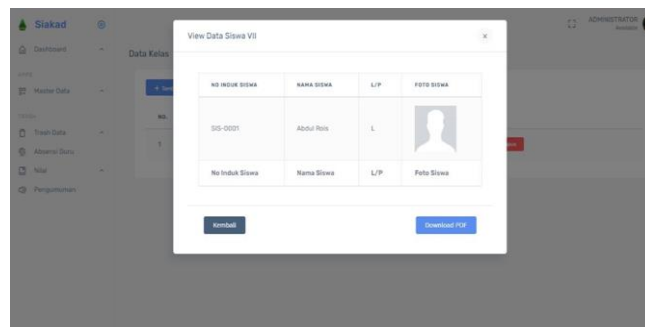 Siakad
ADMINISTRATOR
Dashboard
Master Data
Trash Data
Absensi Guru
Nilai
Pengumuman
Data Kelas
NO.
1
View Data Siswa VII
×
NO INDUK SISWA NAMA SISWA L/P FOTO SISWA
SIS-0001 Abdul Rois L
No Induk Siswa Nama Siswa L/P Foto Siswa
Kembali Download PDF